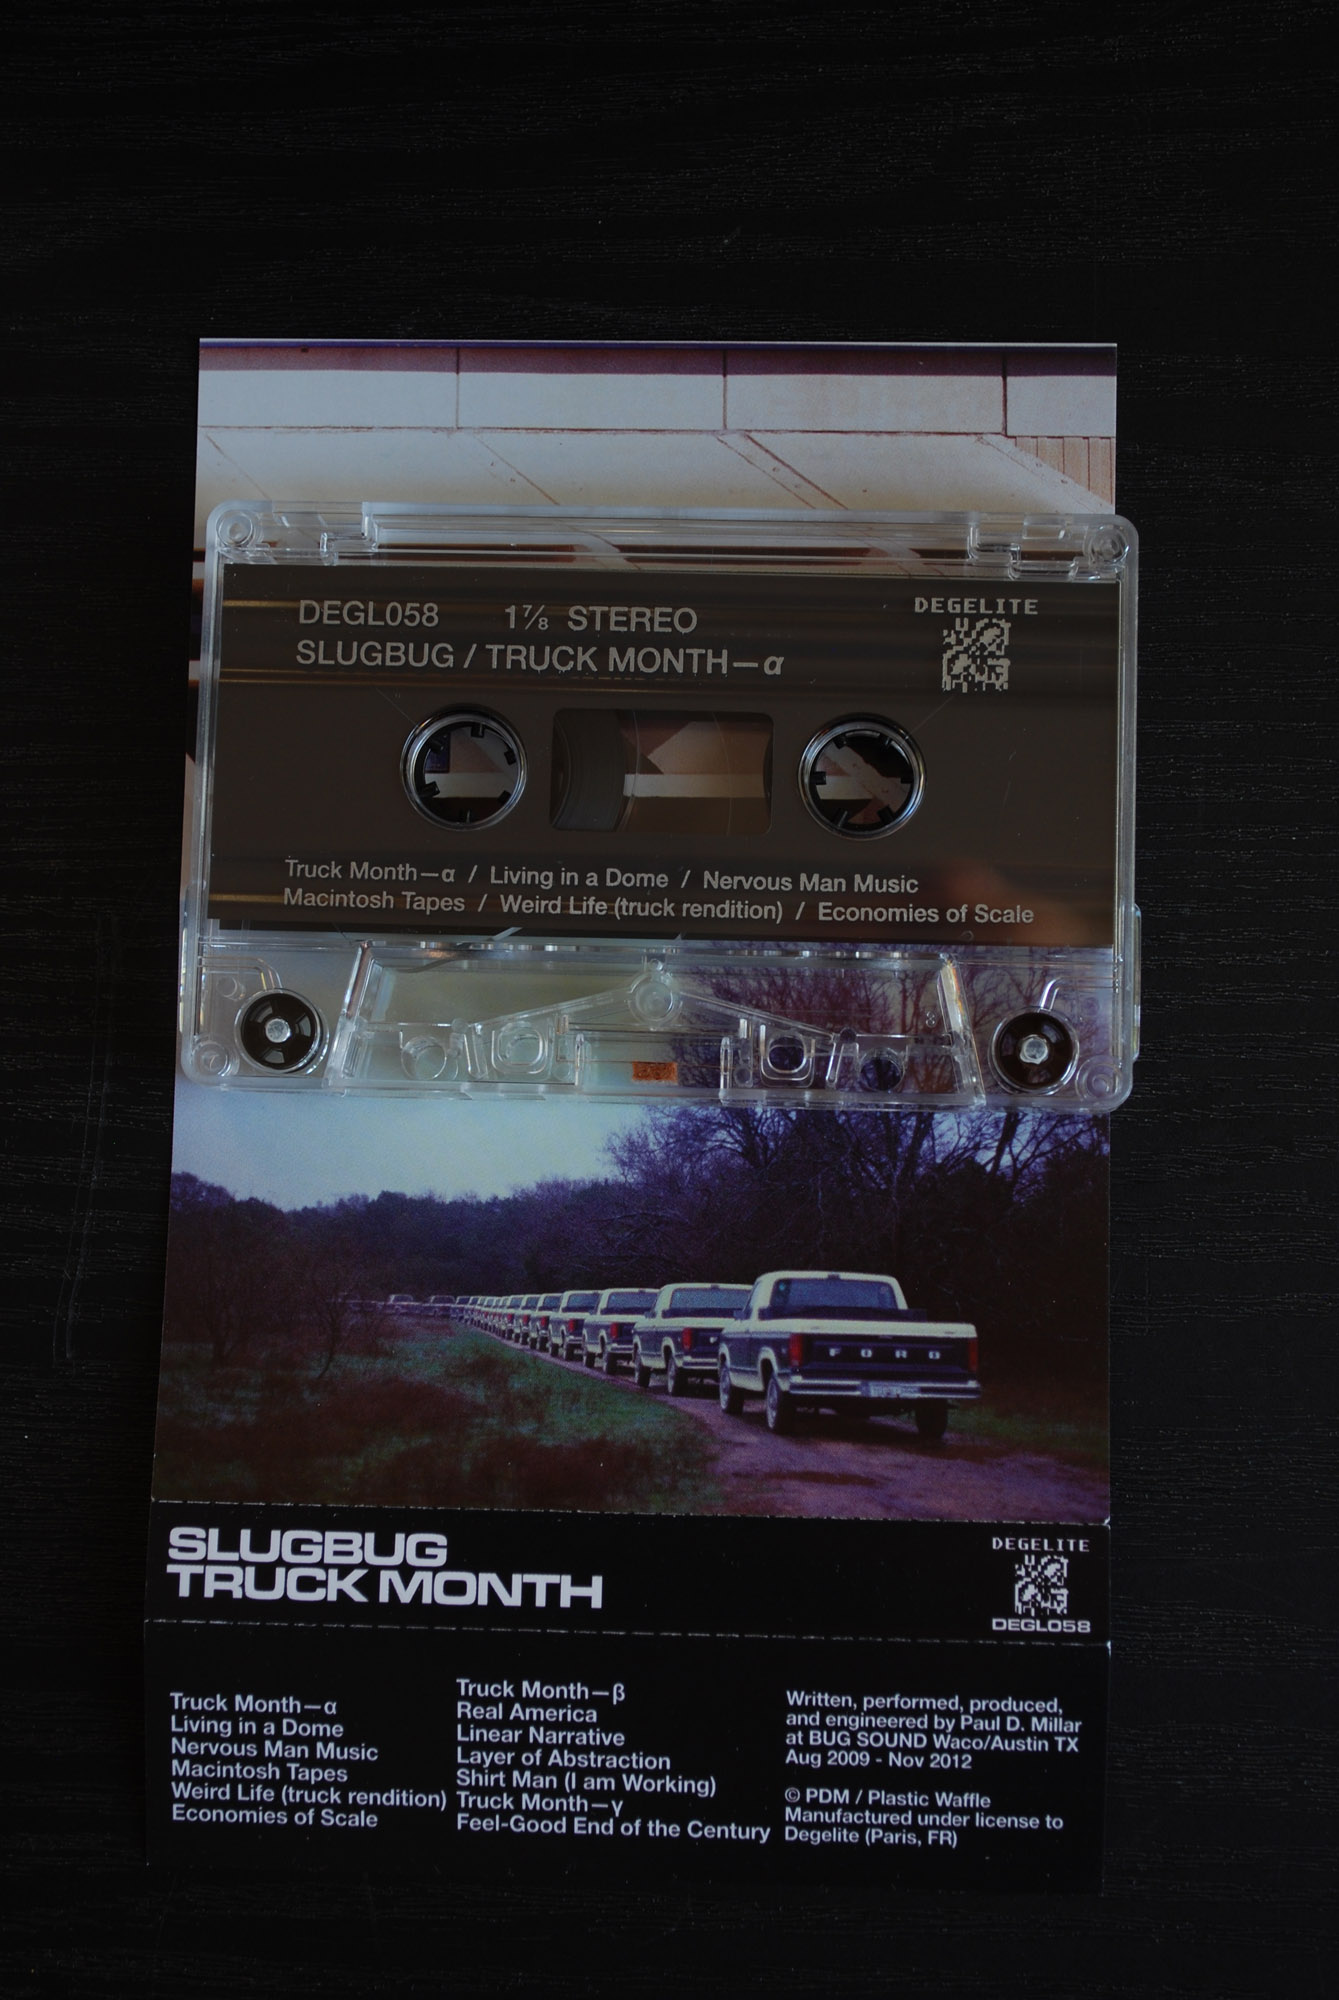 DEGL058 1⅞ STEREO
SLUGBUG / TRUCK MONTH—α
DEGELITE
Truck Month—α / Living in a Dome / Nervous Man Music
Macintosh Tapes / Weird Life (truck rendition) / Economies of Scale
FORD
SLUGBUG
TRUCK MONTH
DEGELITE
DEGL058
Truck Month—α
Living in a Dome
Nervous Man Music
Macintosh Tapes
Weird Life (truck rendition)
Economies of Scale
Truck Month—β
Real America
Linear Narrative
Layer of Abstraction
Shirt Man (I am Working)
Truck Month—γ
Feel-Good End of the Century
Written, performed, produced,
and engineered by Paul D. Millar
at BUG SOUND Waco/Austin TX
Aug 2009 - Nov 2012
© PDM / Plastic Waffle
Manufactured under license to
Degelite (Paris, FR)